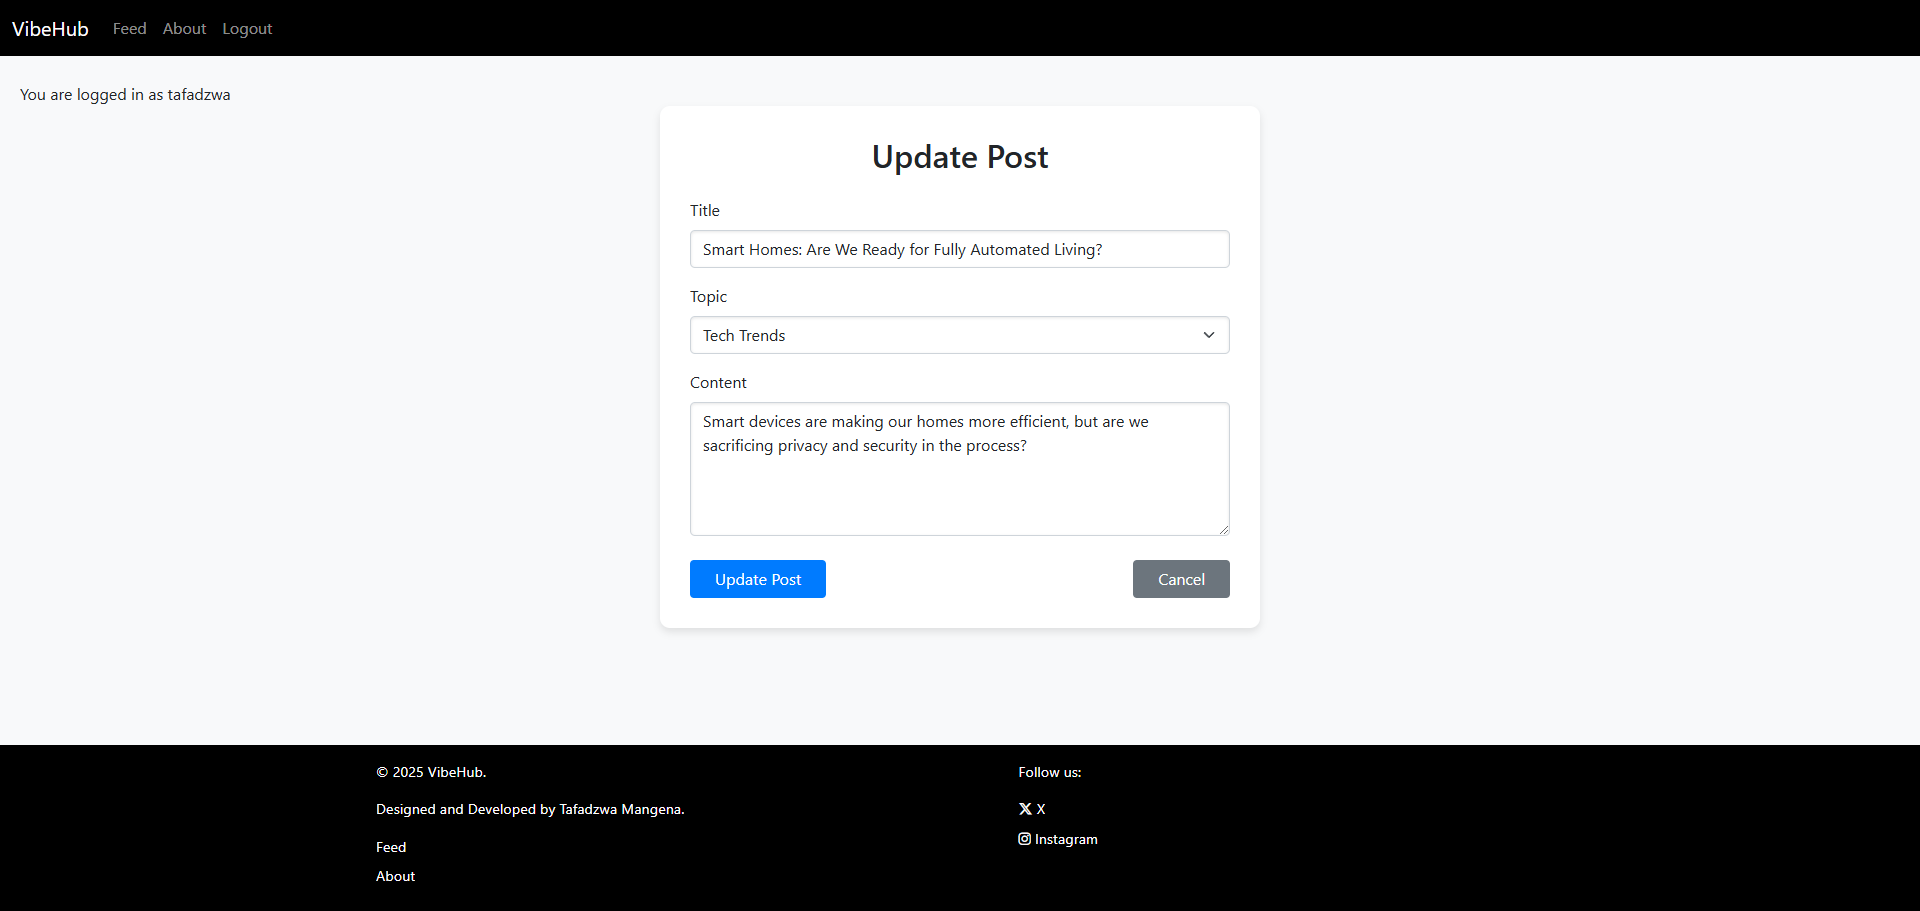 VibeHub Feed About Logout
You are logged in as tafadzwa
Update Post
Title
Smart Homes: Are We Ready for Fully Automated Living?
Topic
Tech Trends
Content
Smart devices are making our homes more efficient, but are we
sacrificing privacy and security in the process?
Update Post
Cancel
© 2025 VibeHub.
Designed and Developed by Tafadzwa Mangena.
Feed
About
Follow us:
X
Instagram